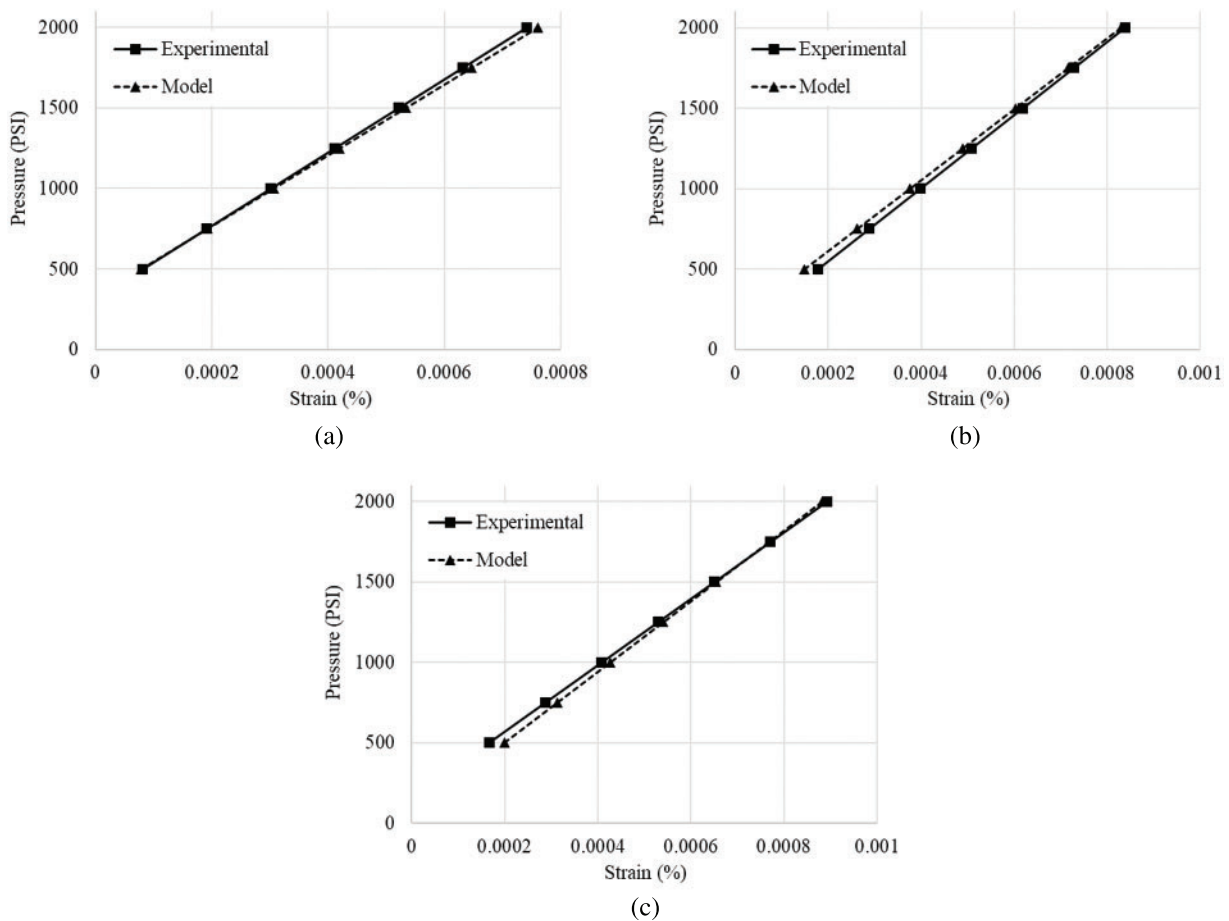 2000
Experimental
Model
1500
Pressure (PSI)
1000
500
0
0 0.0002 0.0004 0.0006 0.0008
Strain (%)
(a)
2000
Experimental
Model
1500
Pressure (PSI)
1000
500
0
0 0.0002 0.0004 0.0006 0.0008 0.001
Strain (%)
(b)
2000
Experimental
Model
1500
Pressure (PSI)
1000
500
0
0 0.0002 0.0004 0.0006 0.0008 0.001
Strain (%)
(c)